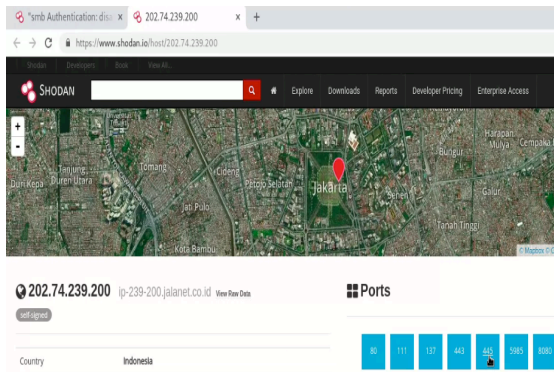 "smb Authentication: disa
202.74.239.200
https://www.shodan.io/host/202.74.239.200
Shodan Developers Book View All...
SHODAN Explore Downloads Reports Developer Pricing Enterprise Access
+
-
Tanjung Duren Utara
Duri Kepa
Tomang
Jati Pulo
Kota Bambu
Cideng
Petojo Selatan
Jakarta
Senen
Bungur
Harapan Mulya
Cempaka
Galur
Tanah Tinggi
© Mapbox ©
202.74.239.200 ip-239-200.jalanet.co.id View Raw Data
self-signed
Country Indonesia
Ports
80 111 137 443 445 5985 8080